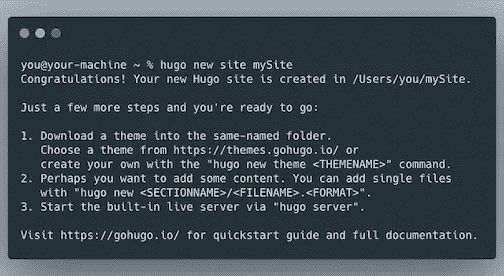 you@your-machine ~ % hugo new site mySite
Congratulations! Your new Hugo site is created in /Users/you/mySite.
Just a few more steps and you're ready to go:
1. Download a theme into the same-named folder.
Choose a theme from https://themes.gohugo.io/ or
create your own with the "hugo new theme <THEMENAME>" command.
2. Perhaps you want to add some content. You can add single files
with "hugo new <SECTIONNAME>/<FILENAME>.<FORMAT>".
3. Start the built-in live server via "hugo server".
Visit https://gohugo.io/ for quickstart guide and full documentation.